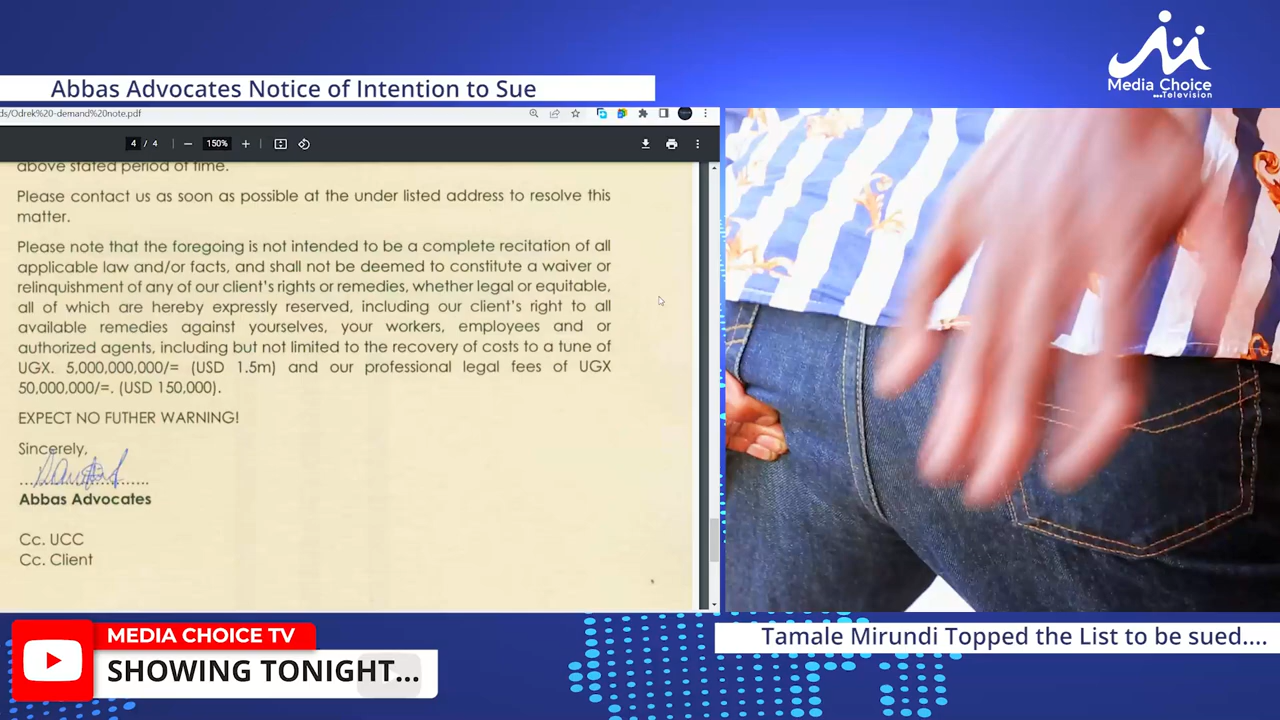 Abbas Advocates Notice of Intention to Sue
Media Choice
...Television
ds/Odrek%20-demand%20note.pdf
4 / 4
150%
above stated period of time.
Please contact us as soon as possible at the under listed address to resolve this
matter.
Please note that the foregoing is not intended to be a complete recitation of all
applicable law and/or facts, and shall not be deemed to constitute a waiver or
relinquishment of any of our client's rights or remedies, whether legal or equitable,
all of which are hereby expressly reserved, including our client's right to all
available remedies against yourselves, your workers, employees and or
authorized agents, including but not limited to the recovery of costs to a tune of
UGX. 5,000,000,000/= (USD 1.5m) and our professional legal fees of UGX
50,000,000/=. (USD 150,000).
EXPECT NO FUTHER WARNING!
Sincerely,
Abbas Advocates
Cc. UCC
Cc. Client
MEDIA CHOICE TV
SHOWING TONIGHT...
Tamale Mirundi Topped the List to be sued....